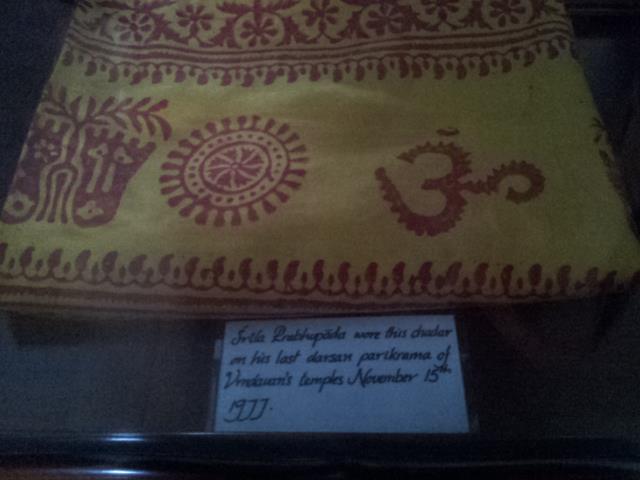 ॐ
Śrīla Prabhupāda wore this chadar
on his last darsan parikrama of
Vrndavan's temples November 15th
1977.